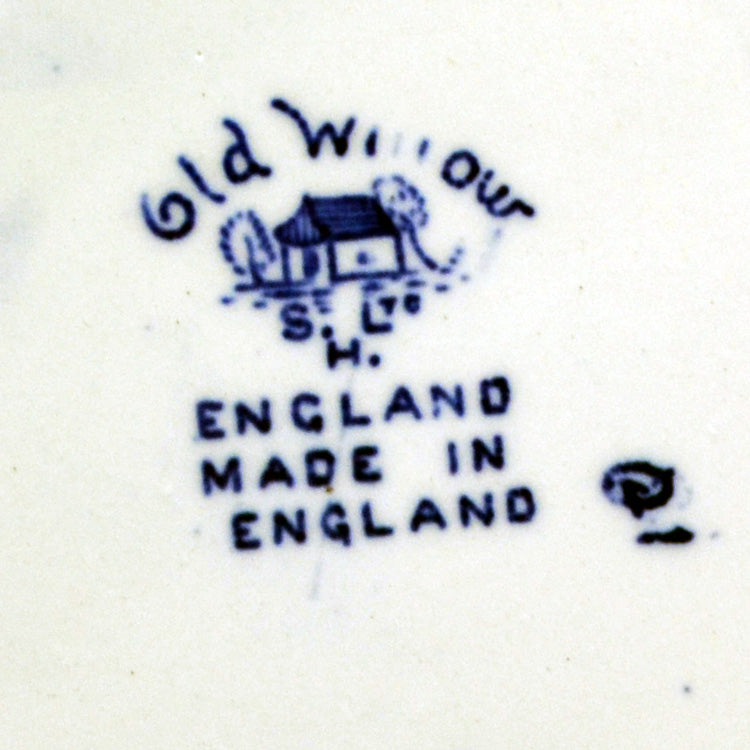 Old Willow
S. LTD
H.
ENGLAND
MADE IN
ENGLAND